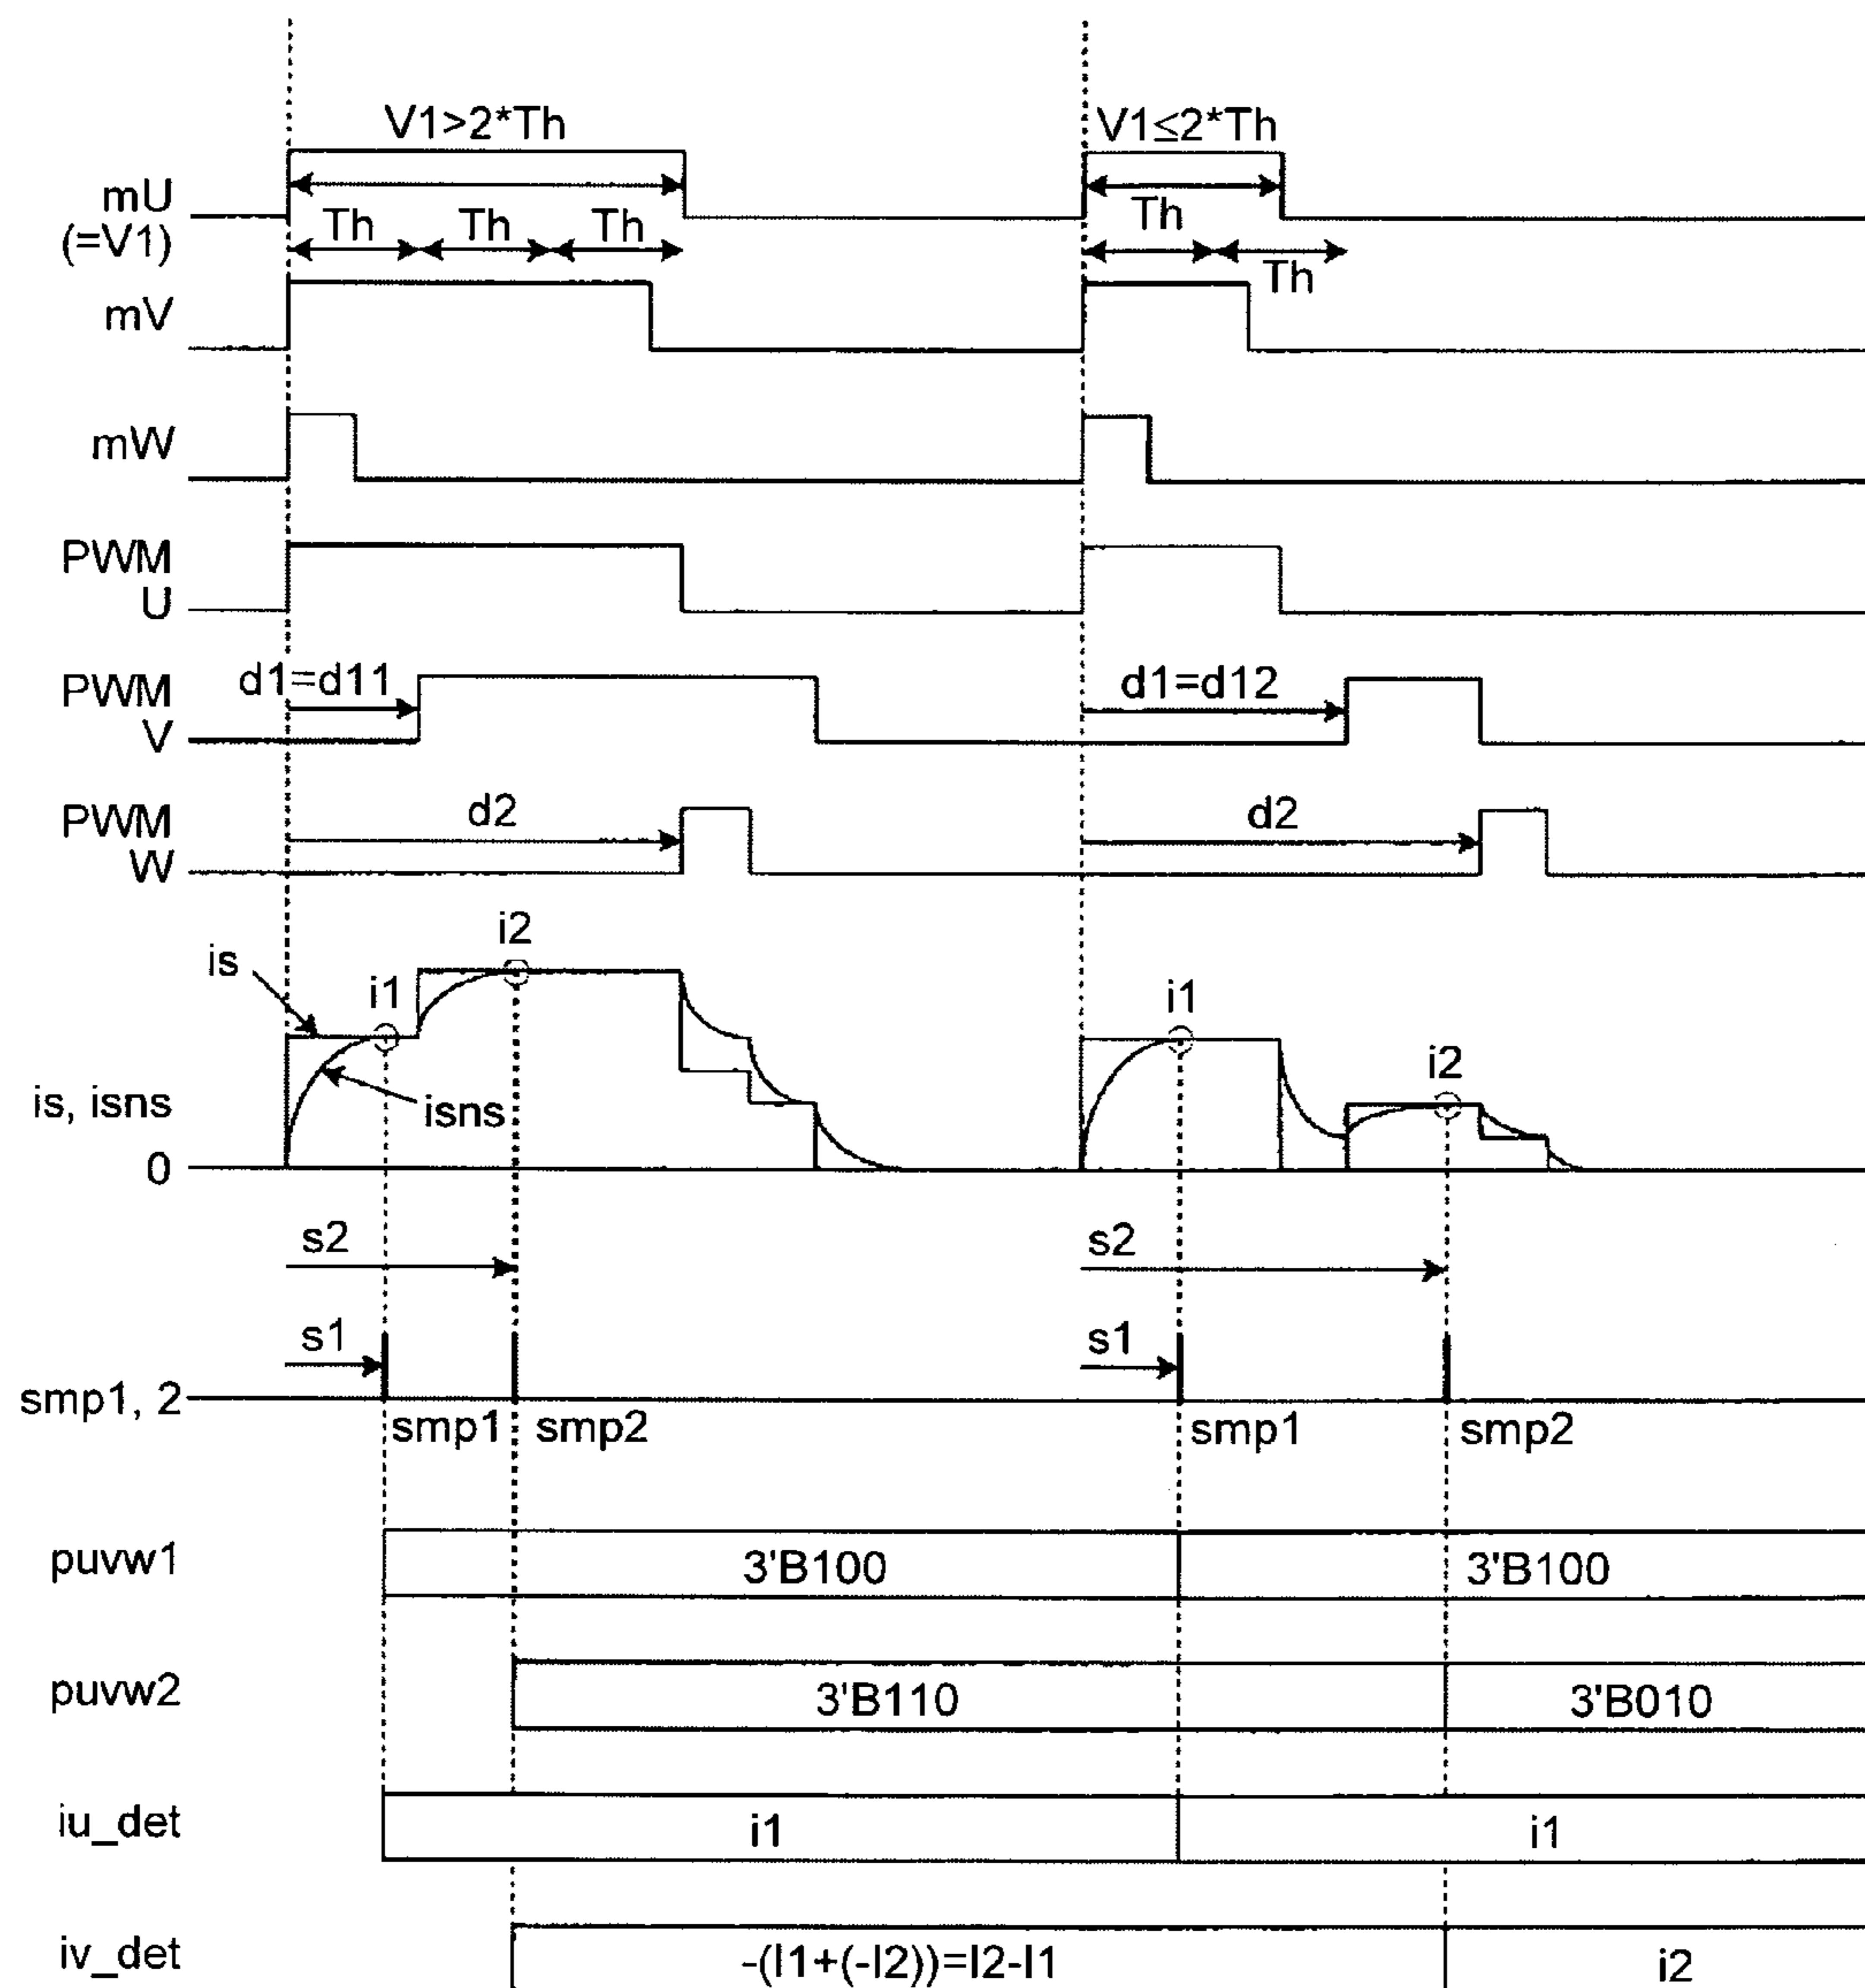 V1>2*Th
V1≤2*Th
mU
(=V1)
Th
Th
Th
Th
Th
mV
mW
PWM
U
PWM
V
d1=d11
d1=d12
PWM
W
d2
d2
is
i1
i2
i1
i2
is, isns
isns
0
s2
s2
s1
s1
smp1, 2
smp1
smp2
smp1
smp2
puvw1
3'B100
3'B100
puvw2
3'B110
3'B010
iu_det
i1
i1
iv_det
-(I1+(-I2))=I2-I1
i2